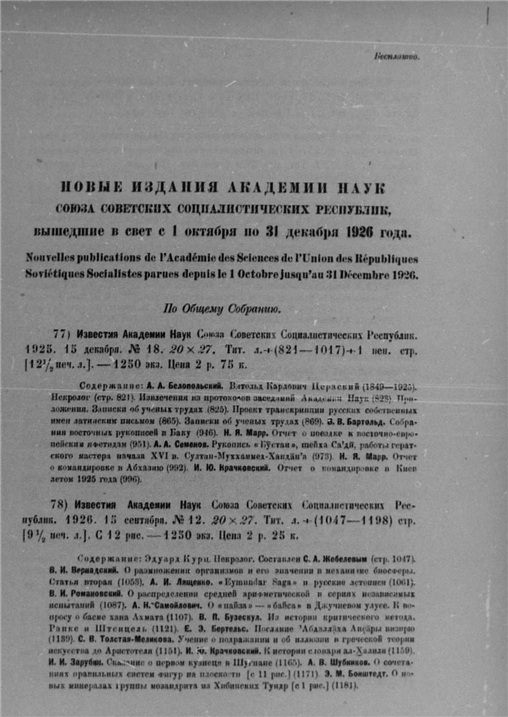 Бесплатно.
НОВЫЕ ИЗДАНИЯ АКАДЕМИИ НАУК
СОЮЗА СОВЕТСКИХ СОЦИАЛИСТИЧЕСКИХ РЕСПУБЛИК,
вышедшие в свет с 1 октября по 31 декабря 1926 года.
Nouvelles publications de l'Académie des Sciences de l'Union des Républiques
Soviétiques Socialistes parues depuis le 1 Octobre jusqu'au 31 Décembre 1926.
По Общему Собранию.
77) Известия Академии Наук Союза Советских Социалистических Республик.
1925. 15 декабря. № 18. 20 × 27. Тит. л.+(821—1017)+1 нен. стр.
[12½ печ. л.].—1250 экз. Цена 2 р. 75 к.
Содержание: А. А. Белопольский. Витольд Карлович Цераский (1849—1925).
Некролог (стр. 821). Извлечения из протоколов заседаний Академии Наук (823). При-
ложения. Записки об ученых трудах (825). Проект транскрипции русских собственных
имен латинским письмом (865). Записки об ученых трудах (869). В. В. Бартольд. Собра-
ния восточных рукописей в Баку (946). Н. Я. Марр. Отчет о поездке к восточно-евро-
пейским яфетидам (951). А. А. Семенов. Рукопись «Бустан», шейха Са'дй, работы герат-
ского мастера начала XVI в. Султан-Мухаммед-Хандāн'а (973). Н. Я. Марр. Отчет
о командировке в Абхазию (992). И. Ю. Крачковский. Отчет о командировке в Киев
летом 1925 года (996).
78) Известия Академии Наук Союза Советских Социалистических Рес-
публик. 1926. 15 сентября. № 12. 20 × 27. Тит. л.+(1047—1198) стр.
[9½ печ. л.]. С 12 рис.—1250 экз. Цена 2 р. 25 к.
Содержание: Эдуард Курц. Некролог. Составлен С. А. Жебелевым (стр. 1047).
В. И. Вернадский. О размножении организмов и его значении в механизме биосферы.
Статья вторая (1053). А. И. Лященко. «Eymundar Saga» и русские летописи (1061).
В. И. Романовский. О распределении средней арифметической в сериях независимых
испытаний (1087). А. Н. Самойлович. О «пайза» — «байса» в Джучиевом улусе. К во-
просу о басме хана Ахмата (1107). В. П. Бузескул. Из истории критического метода.
Ранке и Штенцель (1121). Е. Э. Бертельс. Послание 'Абдаллāха Ансāры визирю
(1139). С. В. Толстая-Меликова. Учение о подражании и об иллюзии в греческой теории
искусства до Аристотеля (1151). И. Ю. Крачковский. К истории словаря ал-Халиля (1159).
И. И. Зарубин. Сказание о первом кузнеце в Шугнане (1165). А. В. Шубников. О сочета-
ниях правильных систем фигур на плоскости [с 11 рис.] (1171). Э. М. Бонштедт. О но-
вых минералах группы мозандрита из Хибинских Тундр [с 1 рис.] (1181).